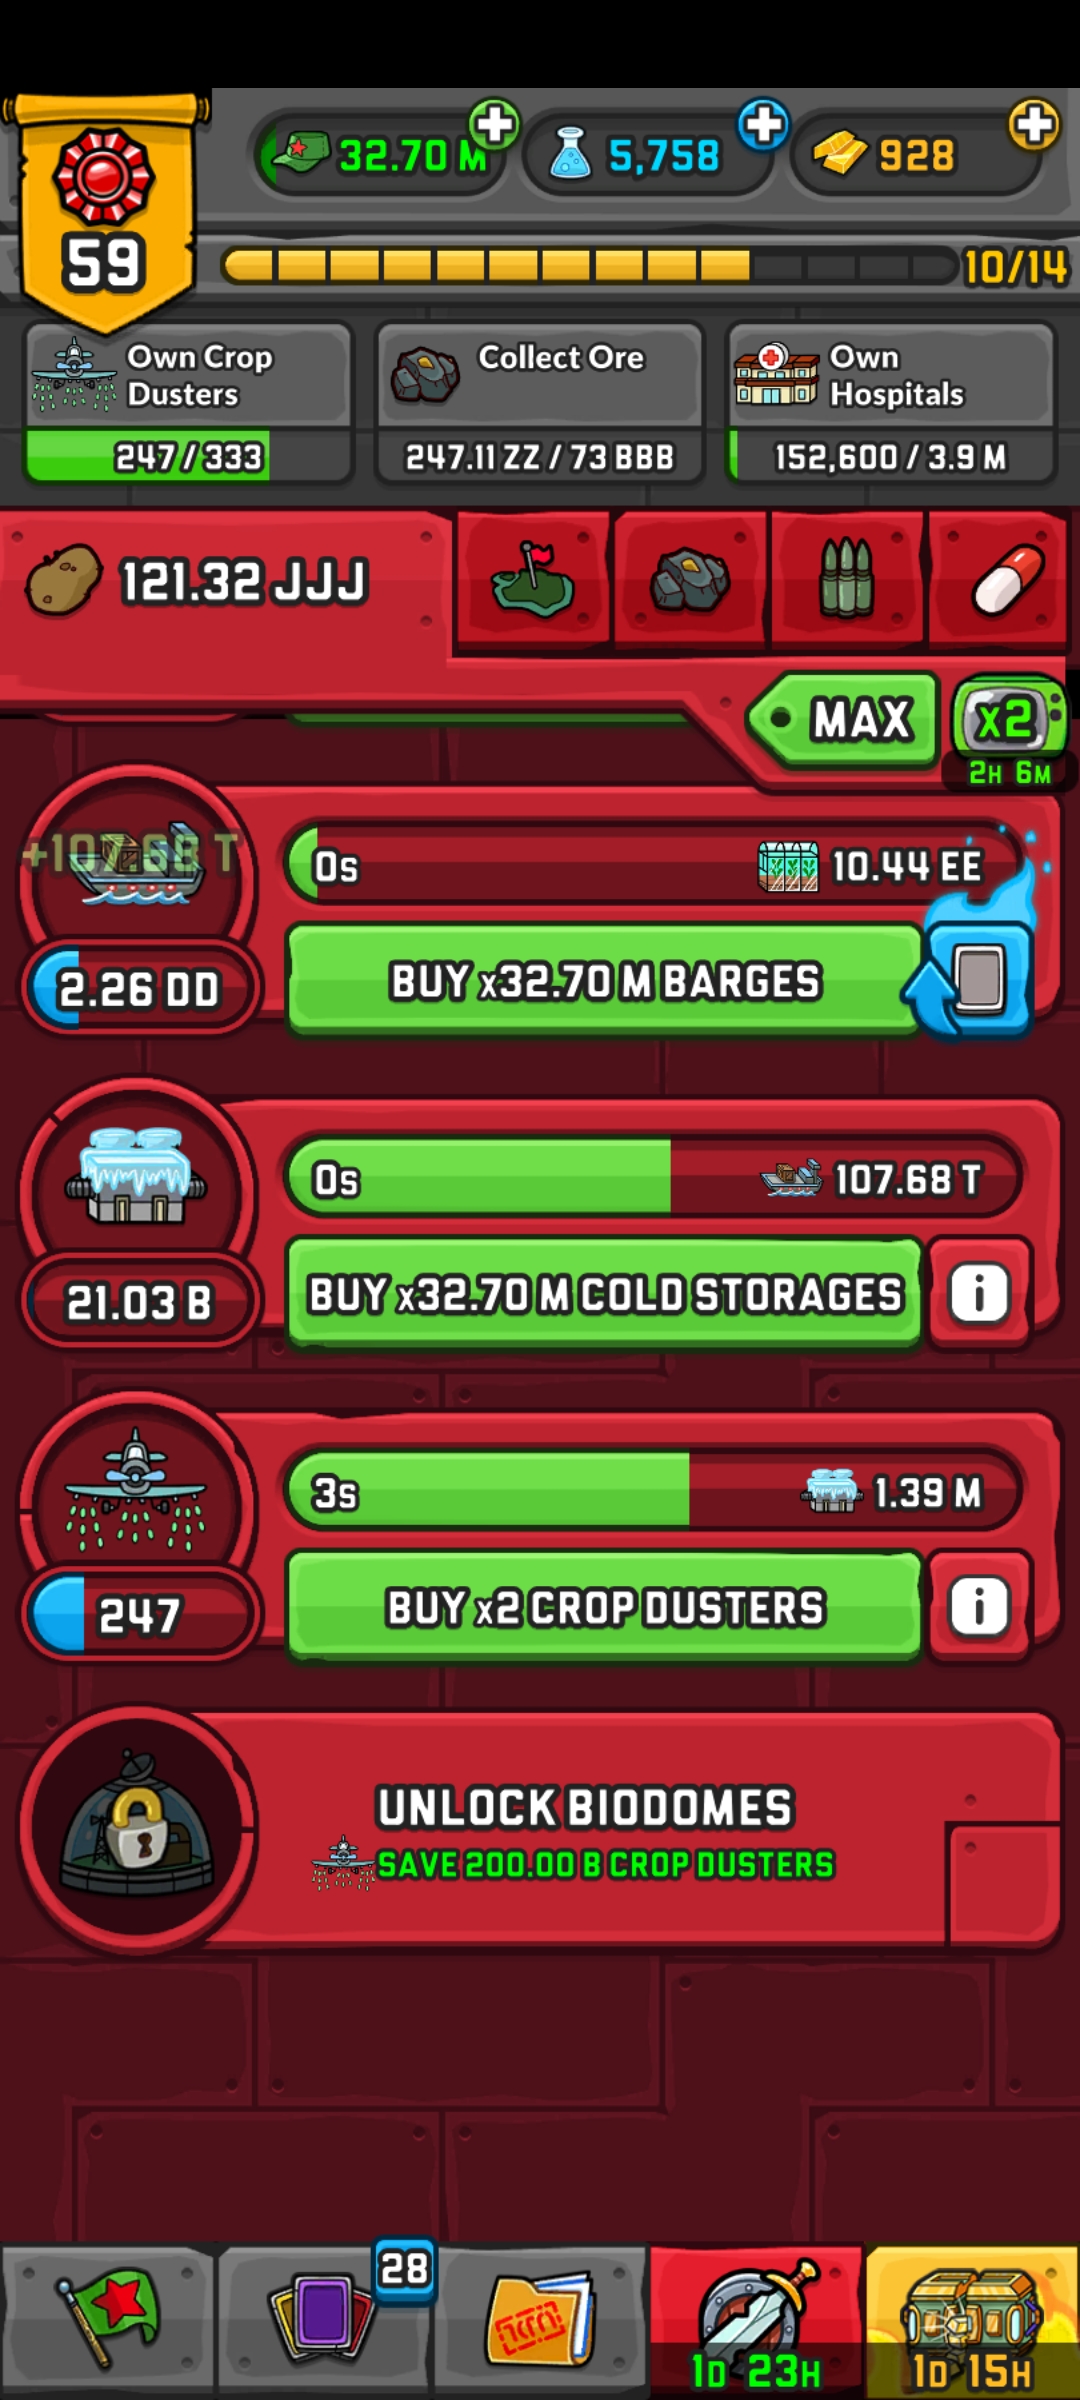 32.70 M
5,758
928
59
10/14
Own Crop
Dusters
247/333
Collect Ore
247.11 ZZ / 73 BBB
Own
Hospitals
152,600 / 3.9 M
121.32 JJJ
MAX
x2
2H 6M
+107.68 T
0s
10.44 EE
2.26 DD
BUY x32.70 M BARGES
0s
107.68 T
21.03 B
BUY x32.70 M COLD STORAGES
i
3s
1.39 M
247
BUY x2 CROP DUSTERS
i
UNLOCK BIODOMES
SAVE 200.00 B CROP DUSTERS
28
1D 23H
1D 15H